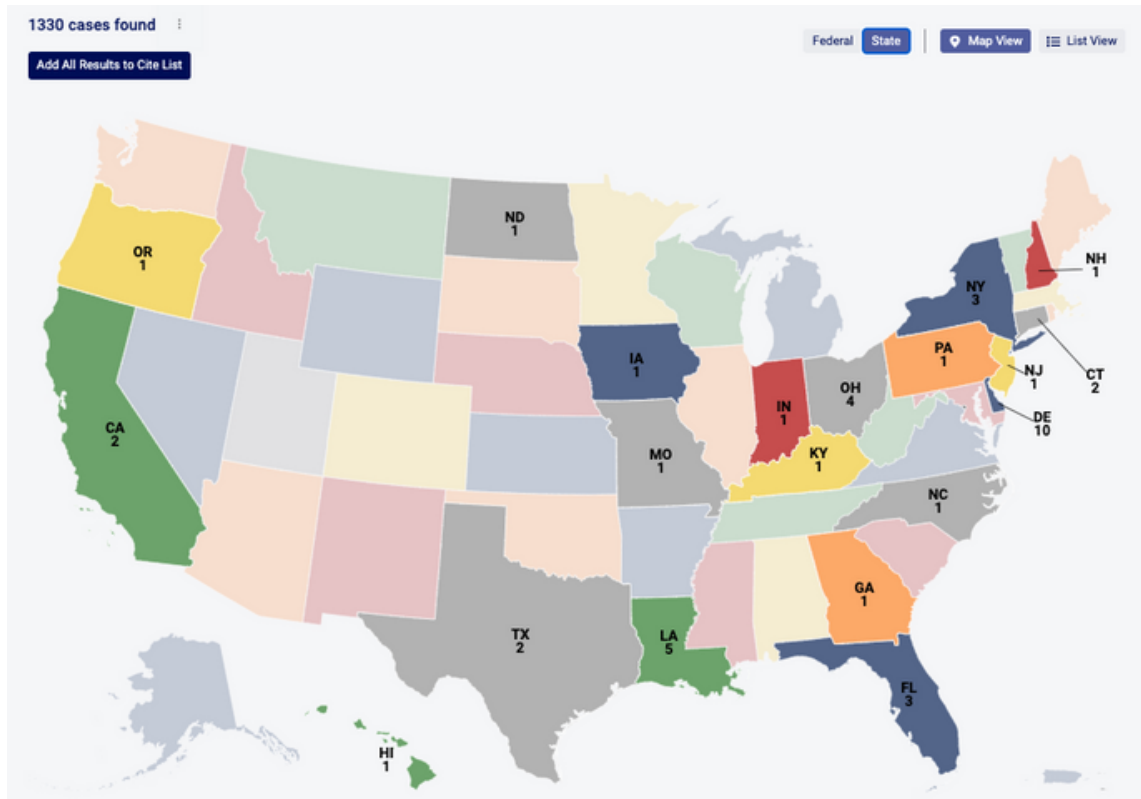 1330 cases found
Federal
State
Map View
List View
Add All Results to Cite List
ND
1
OR
1
NH
1
NY
3
PA
1
IA
1
NJ
1
CT
2
OH
4
IN
1
DE
10
CA
2
MO
1
KY
1
NC
1
GA
1
TX
2
LA
5
FL
3
HI
1